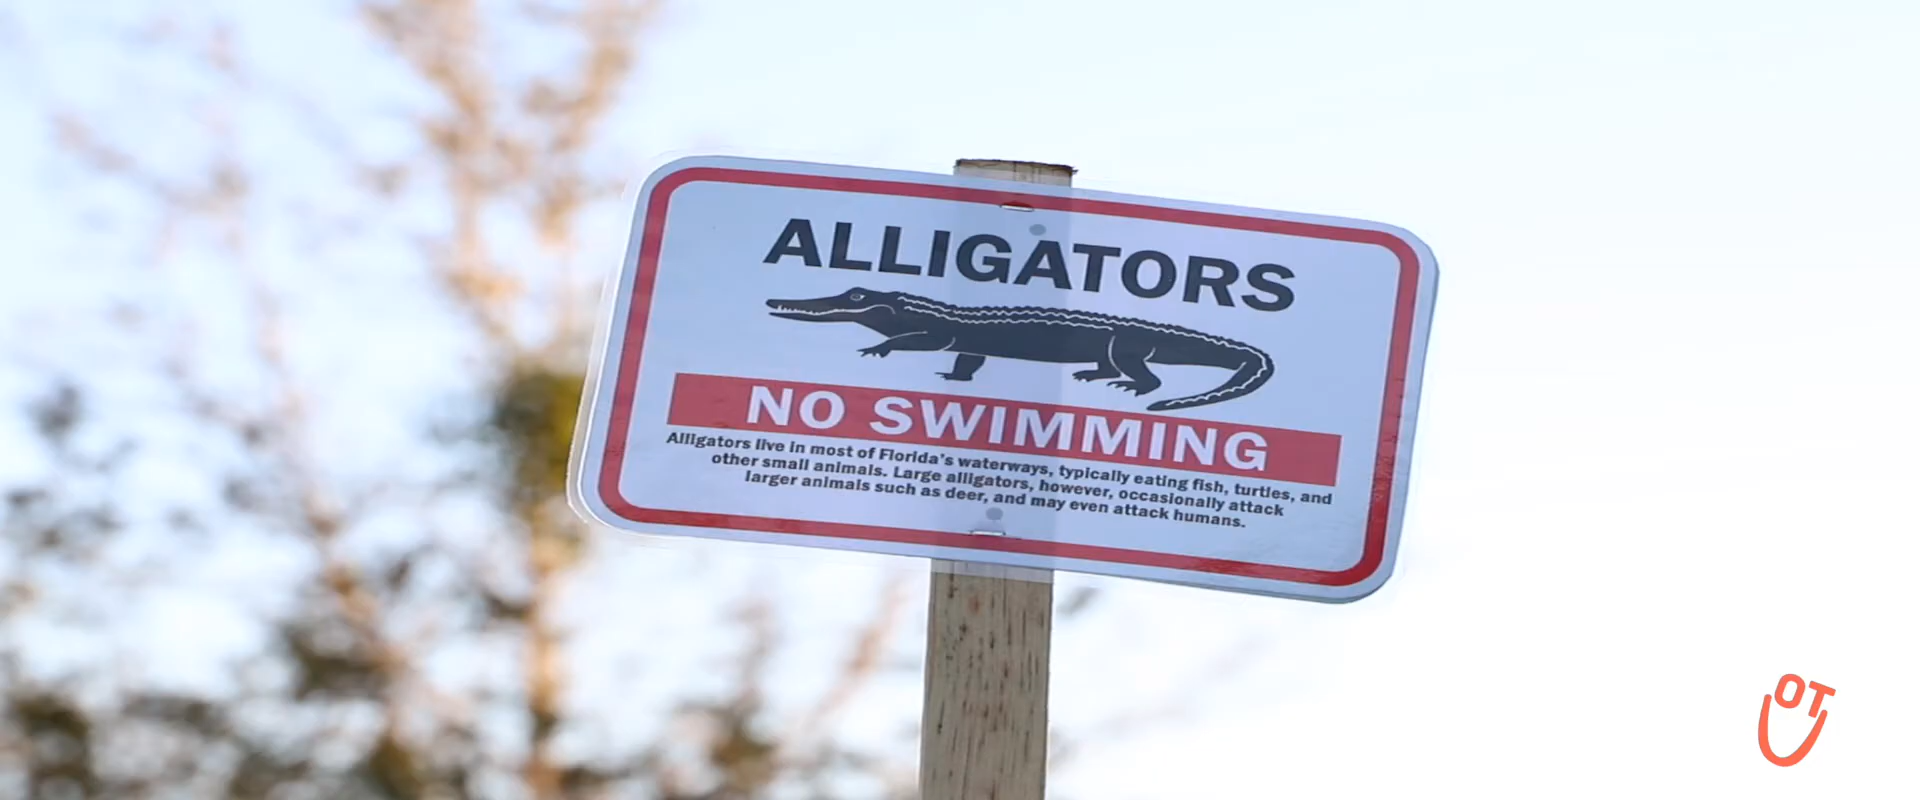 ALLIGATORS
NO SWIMMING
Alligators live in most of Florida's waterways, typically eating fish, turtles, and
other small animals. Large alligators, however, occasionally attack
larger animals such as deer, and may even attack humans.
OT